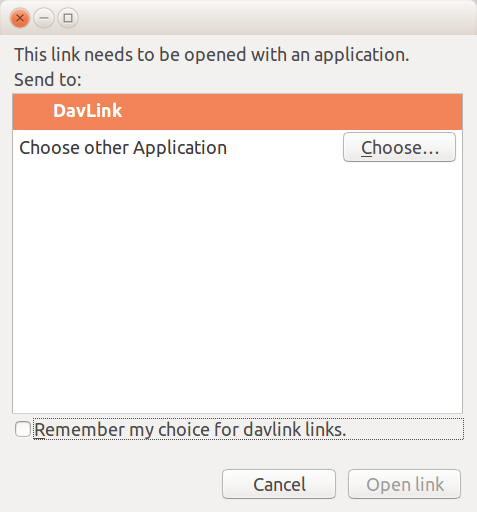 This link needs to be opened with an application.
Send to:
DavLink
Choose other Application
Choose...
Remember my choice for davlink links.
Cancel
Open link